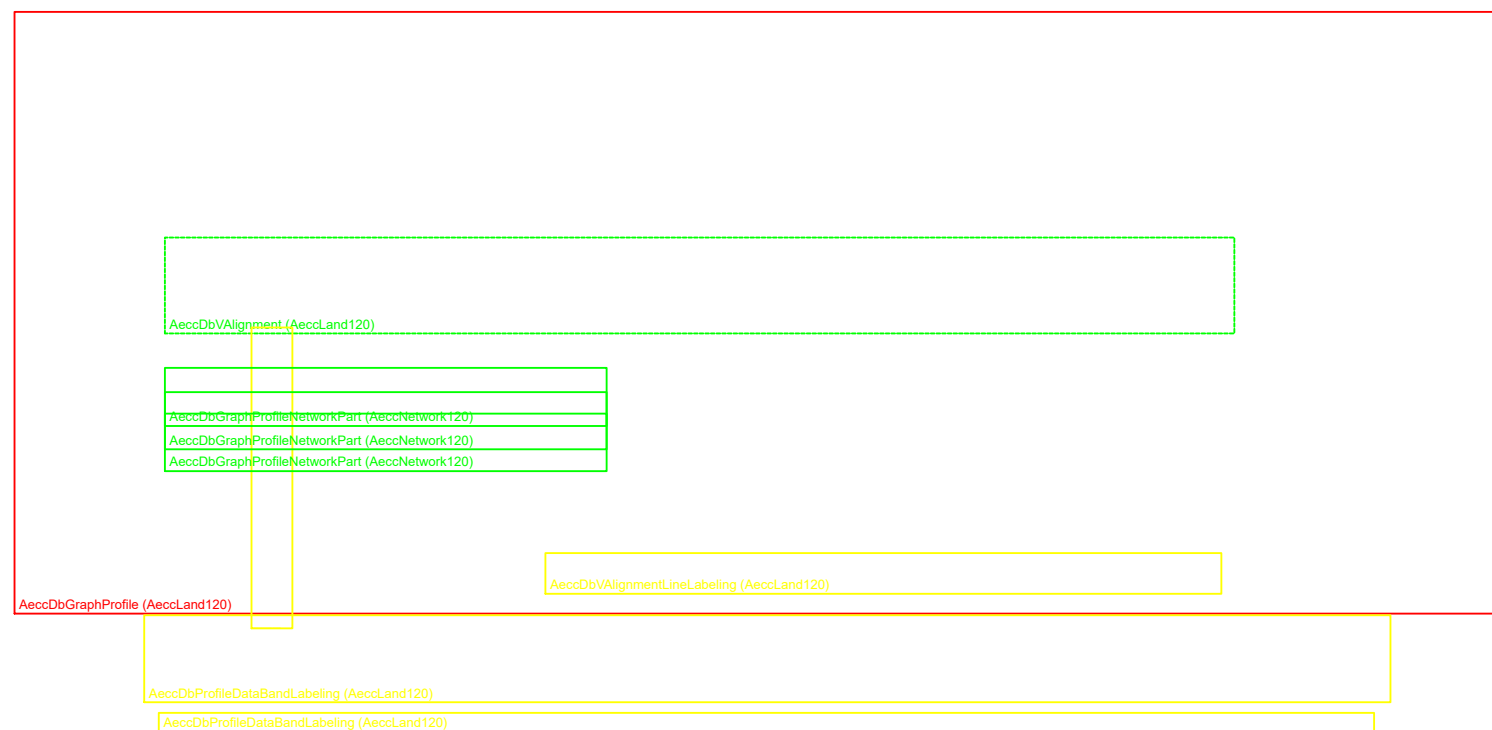 AeccDbVAlignment (AeccLand120)
AeccDbGraphProfileNetworkPart (AeccNetwork120)
AeccDbGraphProfileNetworkPart (AeccNetwork120)
AeccDbGraphProfileNetworkPart (AeccNetwork120)
AeccDbVAlignmentLineLabeling (AeccLand120)
AeccDbGraphProfile (AeccLand120)
AeccDbProfileDataBandLabeling (AeccLand120)
AeccDbProfileDataBandLabeling (AeccLand120)